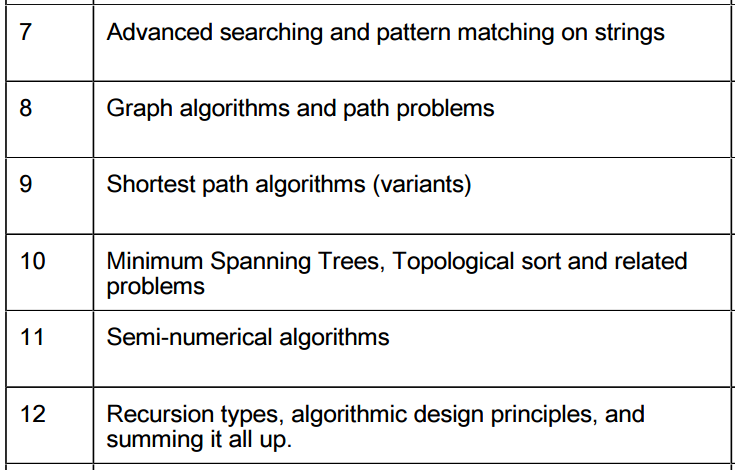 7 Advanced searching and pattern matching on strings
8 Graph algorithms and path problems
9 Shortest path algorithms (variants)
10 Minimum Spanning Trees, Topological sort and related
problems
11 Semi-numerical algorithms
12 Recursion types, algorithmic design principles, and
summing it all up.